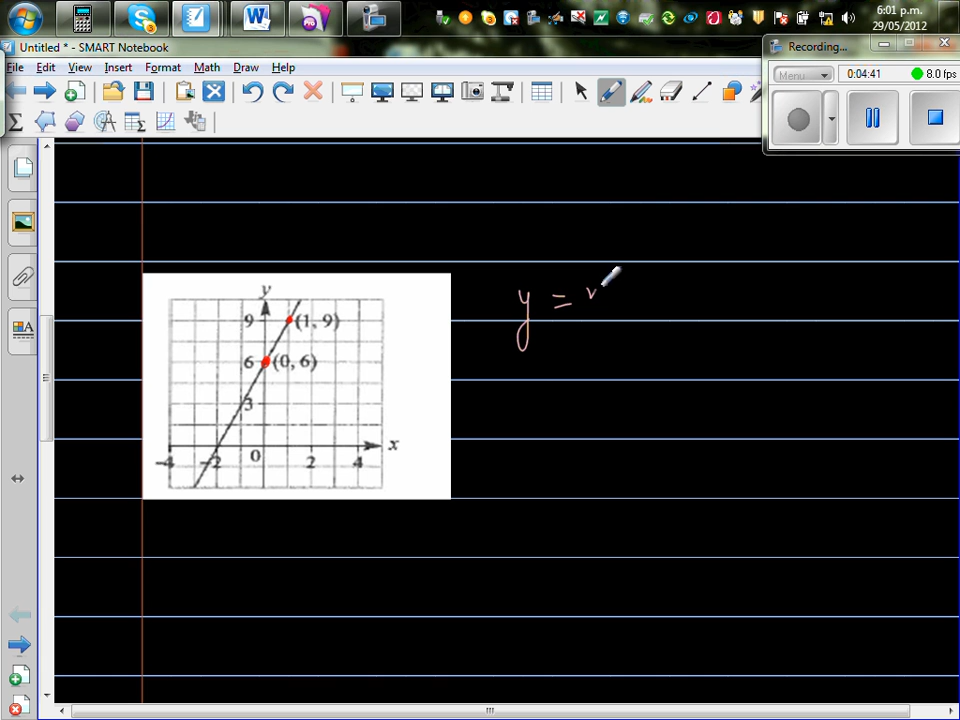 6:01 p.m.
29/05/2012
Untitled * - SMART Notebook
Recording...
File Edit View Insert Format Math Draw Help
Menu
0:04:41
8.0 fps
y
9 (1, 9)
6 (0, 6)
3
x
-4 -2 0 2 4
y =